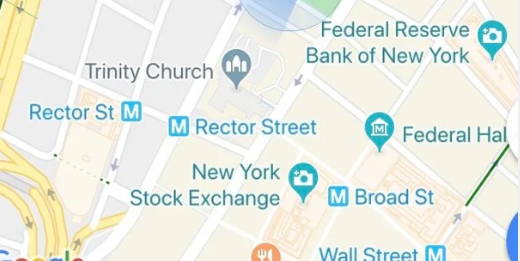 Federal Reserve
Bank of New York
Trinity Church
Rector St M
M Rector Street
Federal Hal
New York
Stock Exchange
M Broad St
Wall Street M
Google